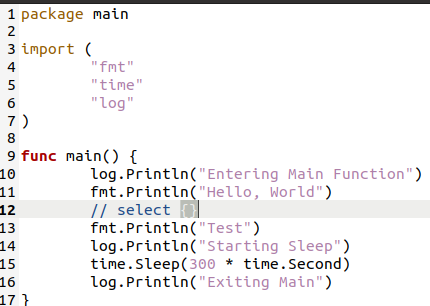 1 package main
2
3 import (
4         "fmt"
5         "time"
6         "log"
7 )
8
9 func main() {
10         log.Println("Entering Main Function")
11         fmt.Println("Hello, World")
12         // select {}
13         fmt.Println("Test")
14         log.Println("Starting Sleep")
15         time.Sleep(300 * time.Second)
16         log.Println("Exiting Main")
17 }